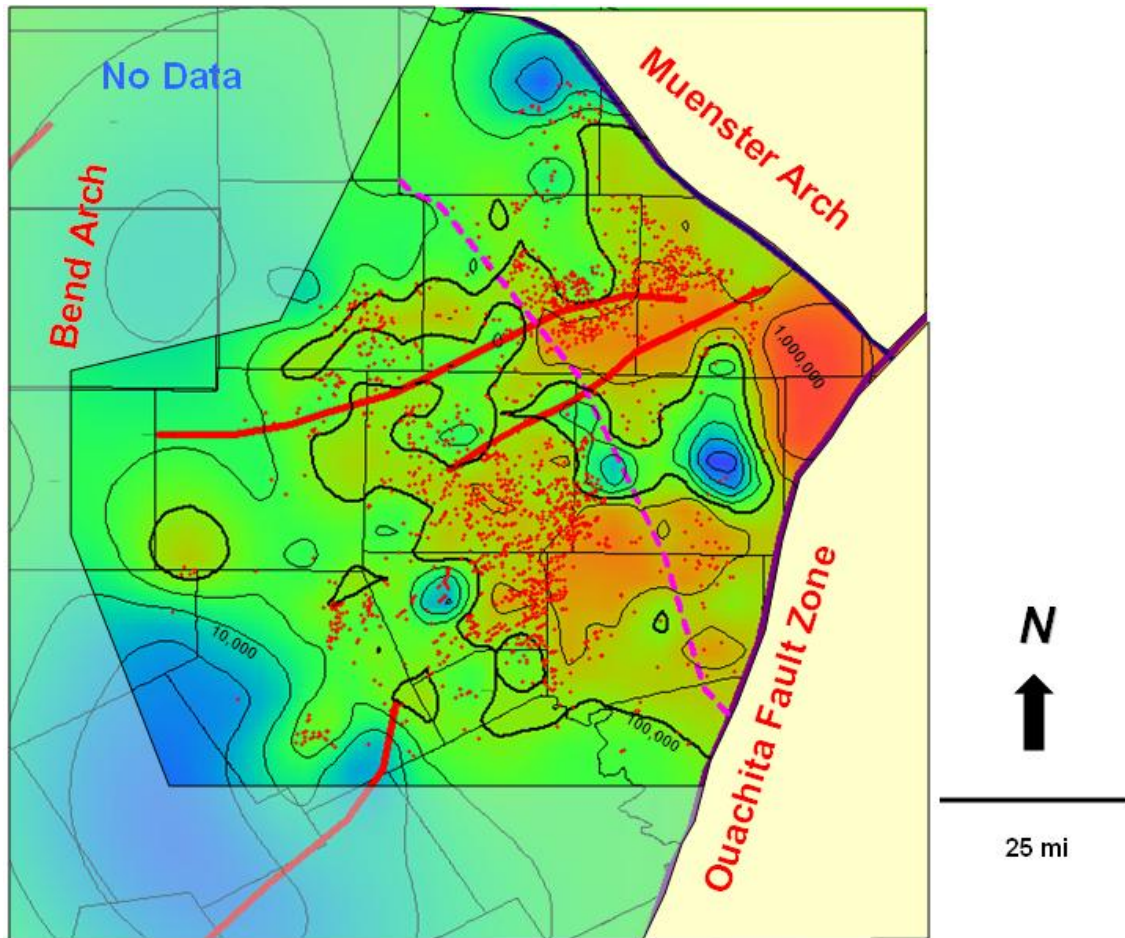 No Data
Muenster Arch
Bend Arch
1,000,000
10,000
100,000
Ouachita Fault Zone
N
25 mi